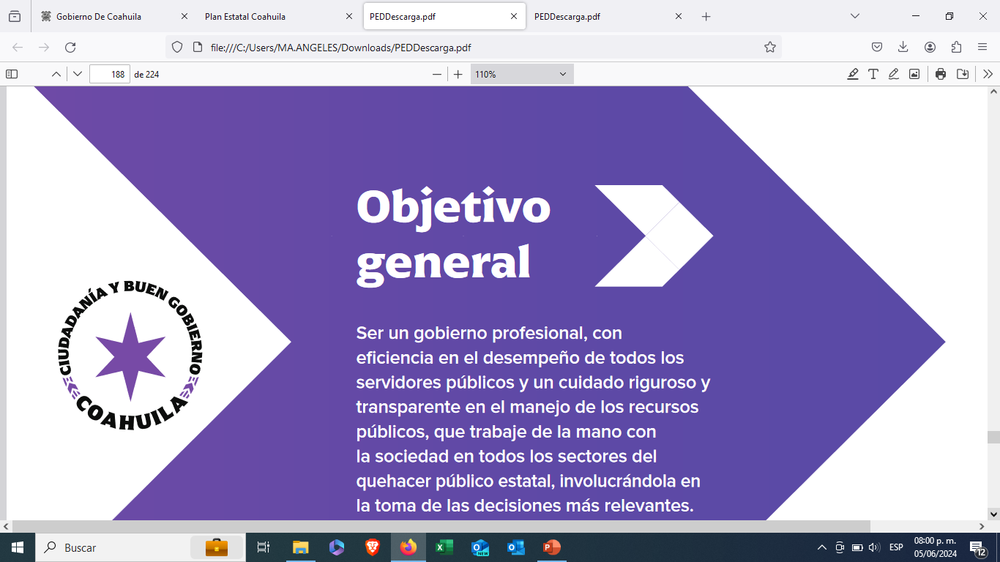 Gobierno De Coahuila
Plan Estatal Coahuila
PEDDescarga.pdf
PEDDescarga.pdf
file:///C:/Users/MA.ANGELES/Downloads/PEDDescarga.pdf
188 de 224
110%
Objetivo
general
CIUDADANÍA Y BUEN GOBIERNO
COAHUILA
Ser un gobierno profesional, con
eficiencia en el desempeño de todos los
servidores públicos y un cuidado riguroso y
transparente en el manejo de los recursos
públicos, que trabaje de la mano con
la sociedad en todos los sectores del
quehacer público estatal, involucrándola en
la toma de las decisiones más relevantes.
Buscar
NEW
ESP
08:00 p. m.
05/06/2024
12